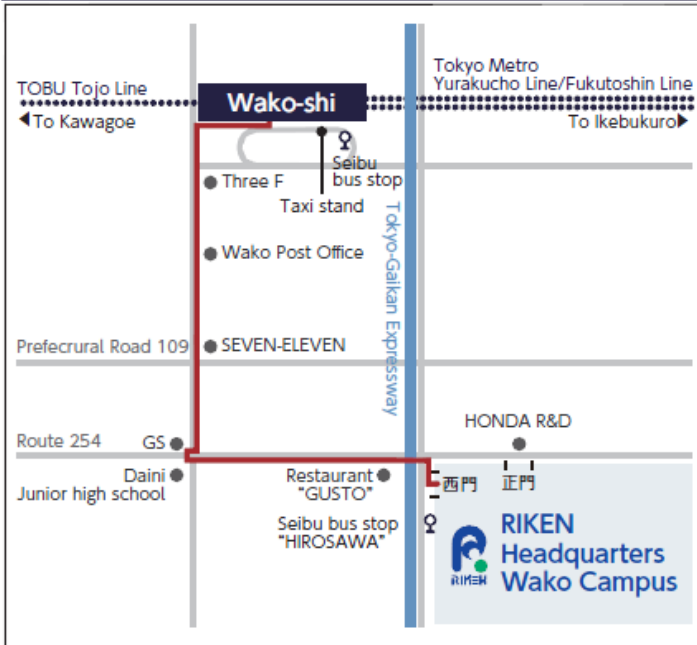 TOBU Tojo Line
◀To Kawagoe
Wako-shi
Tokyo Metro
Yurakucho Line/Fukutoshin Line
To Ikebukuro▶
Seibu
bus stop
Three F
Taxi stand
Wako Post Office
Tokyo-Gaikan Expressway
Prefecrural Road 109
SEVEN-ELEVEN
Route 254
GS
HONDA R&D
Daini
Junior high school
Restaurant
"GUSTO"
西門
正門
Seibu bus stop
"HIROSAWA"
RIKEN
RIKEN
Headquarters
Wako Campus